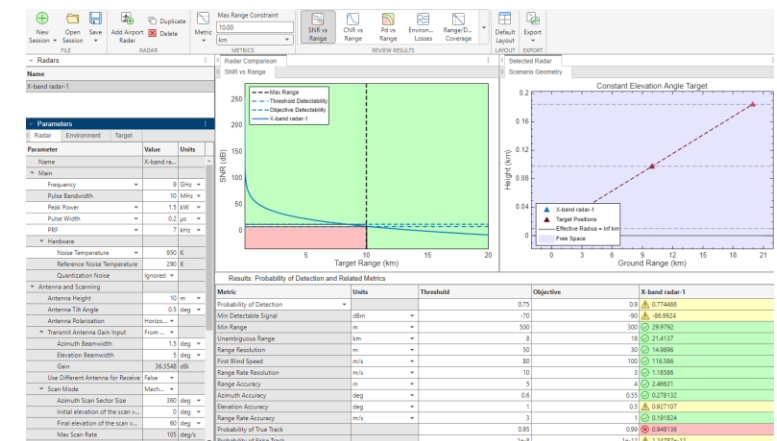 New
Session
Open
Session
Save
Add Airport
Radar
Duplicate
Delete
Metric
Max Range Constraint
10.00
km
SNR vs
Range
CNR vs
Range
Pd vs
Range
Environ...
Losses
Range/D...
Coverage
Default
Layout
Export
FILE
RADAR
METRICS
REVIEW RESULTS
LAYOUT
EXPORT
Radars
Name
X-band radar-1
Parameters
Radar Environment Target
Parameter Value Units
Name X-band ra...
Main
Frequency 9 GHz
Pulse Bandwidth 10 MHz
Peak Power 1.5 kW
Pulse Width 0.2 µs
PRF 7 kHz
Hardware
Noise Temperature 950 K
Reference Noise Temperature 290 K
Quantization Noise Ignored
Antenna and Scanning
Antenna Height 10 m
Antenna Tilt Angle 0.5 deg
Antenna Polarization Horizo...
Transmit Antenna Gain Input From ...
Azimuth Beamwidth 1.5 deg
Elevation Beamwidth 5 deg
Gain 36.3548 dBi
Use Different Antenna for Receive False
Scan Mode Mech...
Azimuth Scan Sector Size 360 deg
Initial elevation of the scan v... 0 deg
Final elevation of the scan v... 60 deg
Max Scan Rate 105 deg/s
Radar Comparison
SNR vs Range
Max Range
Threshold Detectability
Objective Detectability
X-band radar-1
SNR (dB)
250
200
150
100
50
0
5 10 15 20
Target Range (km)
Selected Radar
Scenario Geometry
Constant Elevation Angle Target
Height (km)
0.2
0.16
0.12
0.08
0.04
0
X-band radar-1
Target Positions
Effective Radius = Inf km
Free Space
0 3 6 9 12 15 18 21
Ground Range (km)
Results: Probability of Detection and Related Metrics
Metric Units Threshold Objective X-band radar-1
Probability of Detection 0.75 0.9 0.774466
Min Detectable Signal dBm -70 -90 -86.9924
Min Range m 500 300 29.9792
Unambiguous Range km 8 18 21.4137
Range Resolution m 50 30 14.9896
First Blind Speed m/s 80 100 116.586
Range Rate Resolution m/s 10 3 1.16586
Range Accuracy m 5 4 2.46631
Azimuth Accuracy deg 0.6 0.55 0.278132
Elevation Accuracy deg 1 0.5 0.927107
Range Rate Accuracy m/s 3 1 0.191824
Probability of True Track 0.95 0.99 0.949136
Probability of False Track 1e-8 1e-12